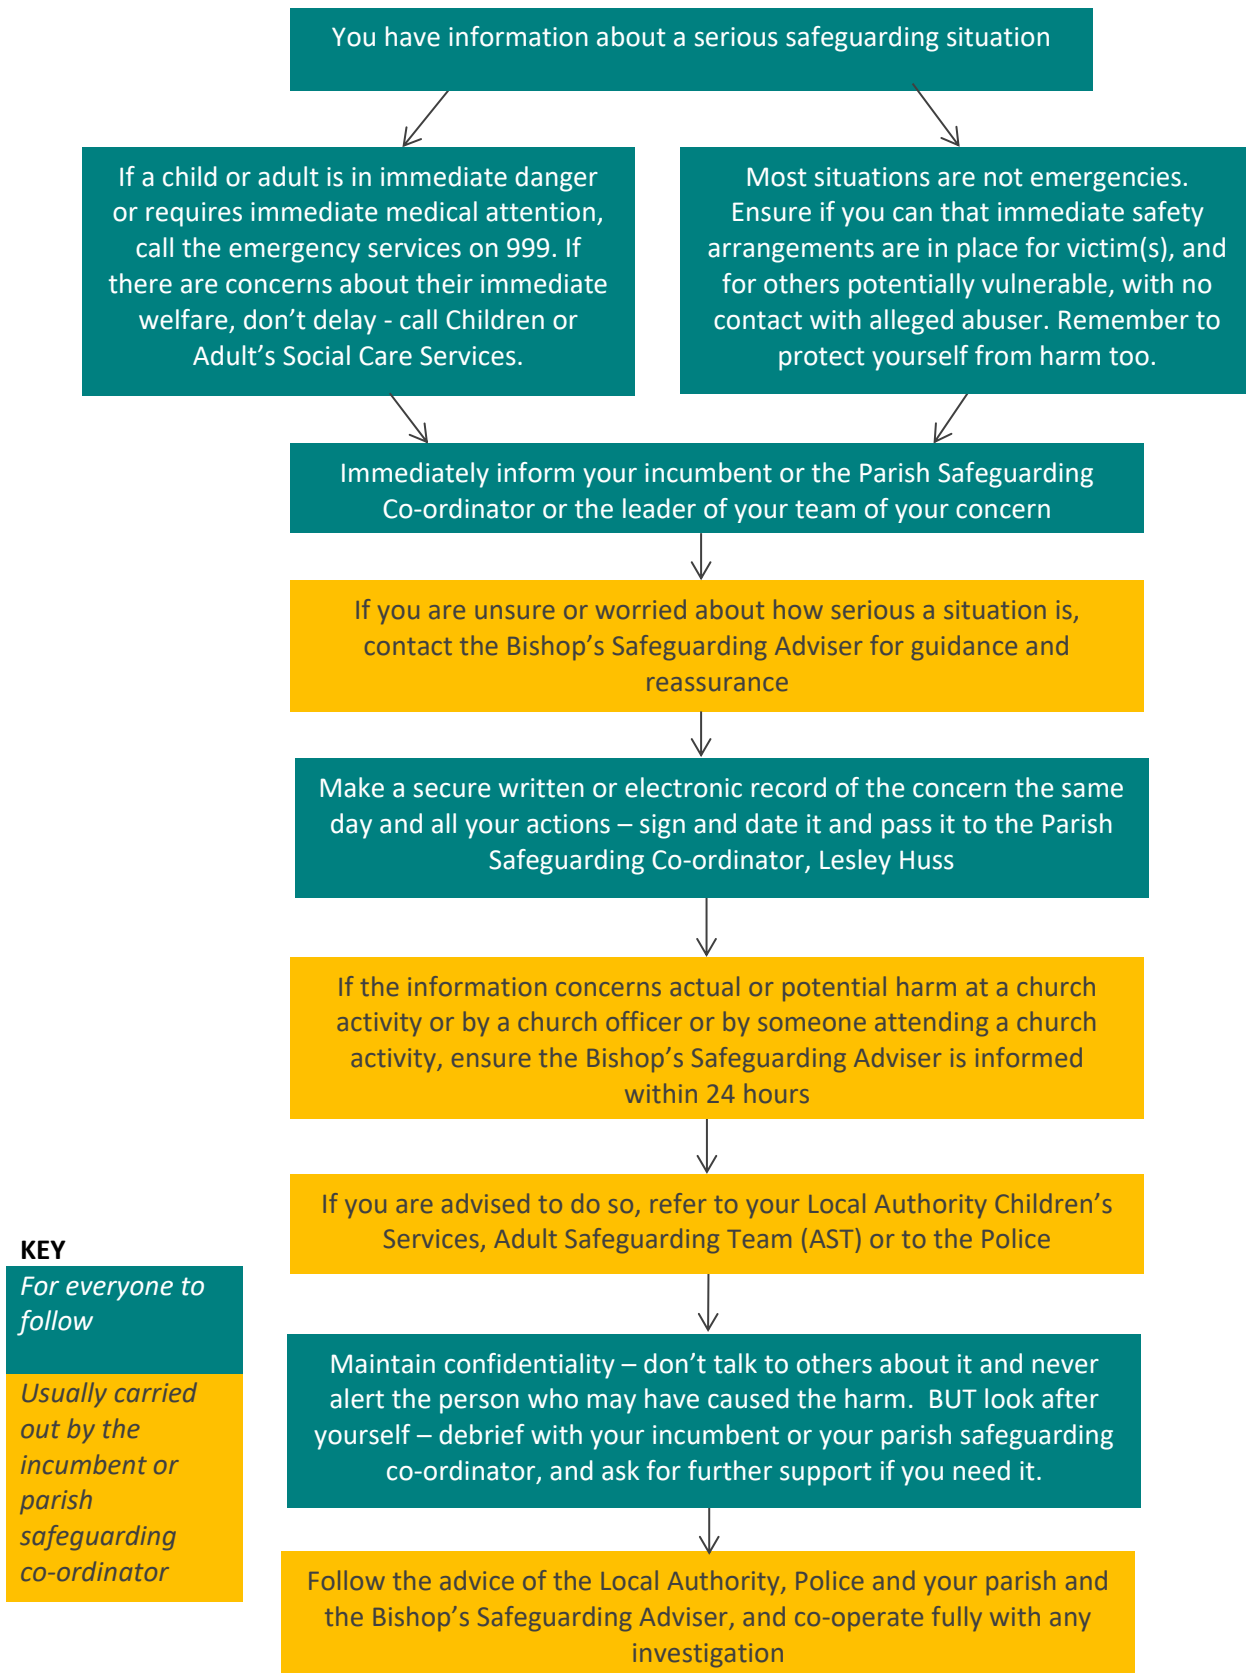 You have information about a serious safeguarding situation
If a child or adult is in immediate danger
or requires immediate medical attention,
call the emergency services on 999. If
there are concerns about their immediate
welfare, don’t delay - call Children or
Adult’s Social Care Services.
Most situations are not emergencies.
Ensure if you can that immediate safety
arrangements are in place for victim(s), and
for others potentially vulnerable, with no
contact with alleged abuser. Remember to
protect yourself from harm too.
Immediately inform your incumbent or the Parish Safeguarding
Co-ordinator or the leader of your team of your concern
If you are unsure or worried about how serious a situation is,
contact the Bishop’s Safeguarding Adviser for guidance and
reassurance
Make a secure written or electronic record of the concern the same
day and all your actions – sign and date it and pass it to the Parish
Safeguarding Co-ordinator, Lesley Huss
If the information concerns actual or potential harm at a church
activity or by a church officer or by someone attending a church
activity, ensure the Bishop’s Safeguarding Adviser is informed
within 24 hours
If you are advised to do so, refer to your Local Authority Children’s
Services, Adult Safeguarding Team (AST) or to the Police
Maintain confidentiality – don’t talk to others about it and never
alert the person who may have caused the harm.  BUT look after
yourself – debrief with your incumbent or your parish safeguarding
co-ordinator, and ask for further support if you need it.
Follow the advice of the Local Authority, Police and your parish and
the Bishop’s Safeguarding Adviser, and co-operate fully with any
investigation
KEY
For everyone to
follow
Usually carried
out by the
incumbent or
parish
safeguarding
co-ordinator